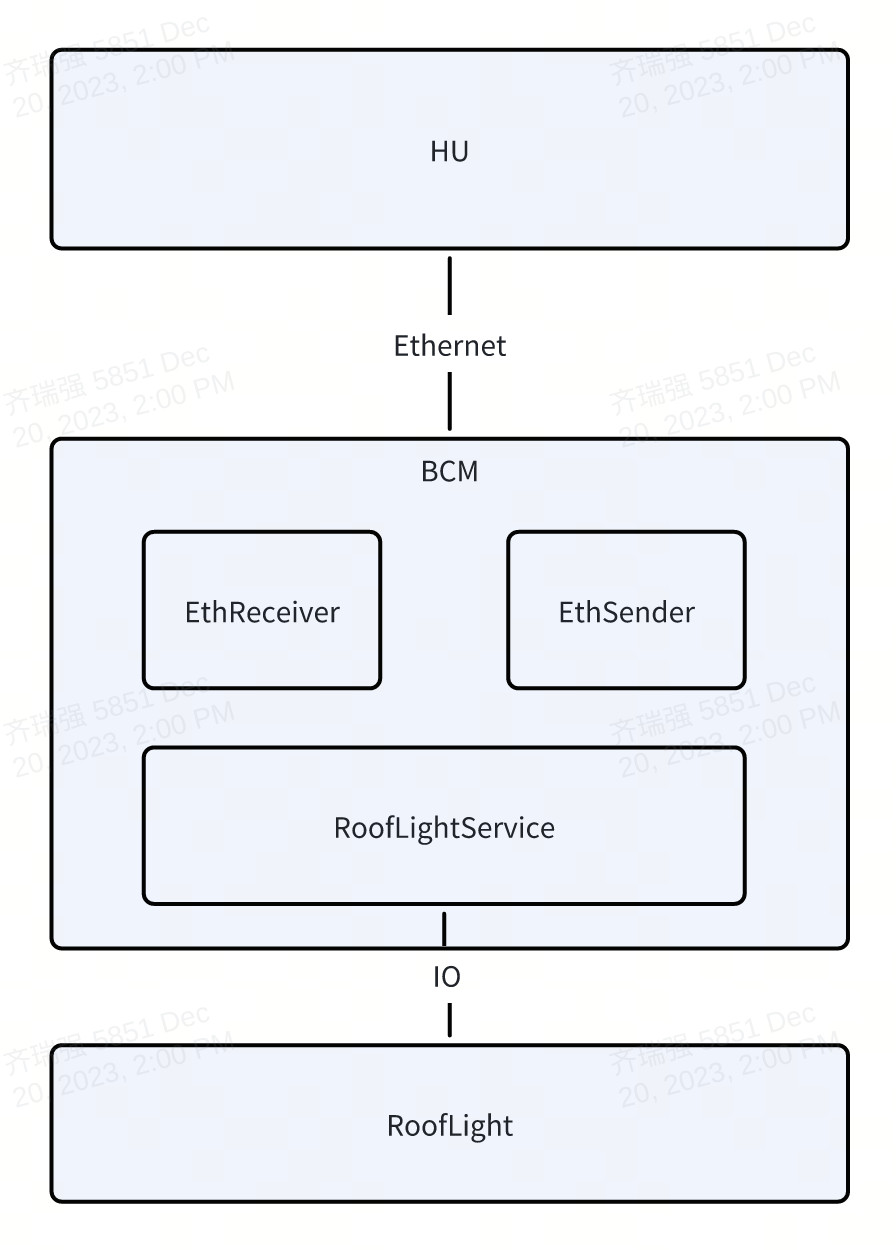 齐瑞强 5851 Dec
20, 2023, 2:00 PM
齐瑞强 5851 Dec
20, 2023, 2:00 PM
HU
Ethernet
齐瑞强 5851 Dec
20, 2023, 2:00 PM
齐瑞强 5851 Dec
20, 2023, 2:00 PM
BCM
EthReceiver
EthSender
齐瑞强 5851 Dec
20, 2023, 2:00 PM
齐瑞强 5851 Dec
20, 2023, 2:00 PM
RoofLightService
IO
齐瑞强 5851 Dec
20, 2023, 2:00 PM
齐瑞强 5851 Dec
20, 2023, 2:00 PM
RoofLight